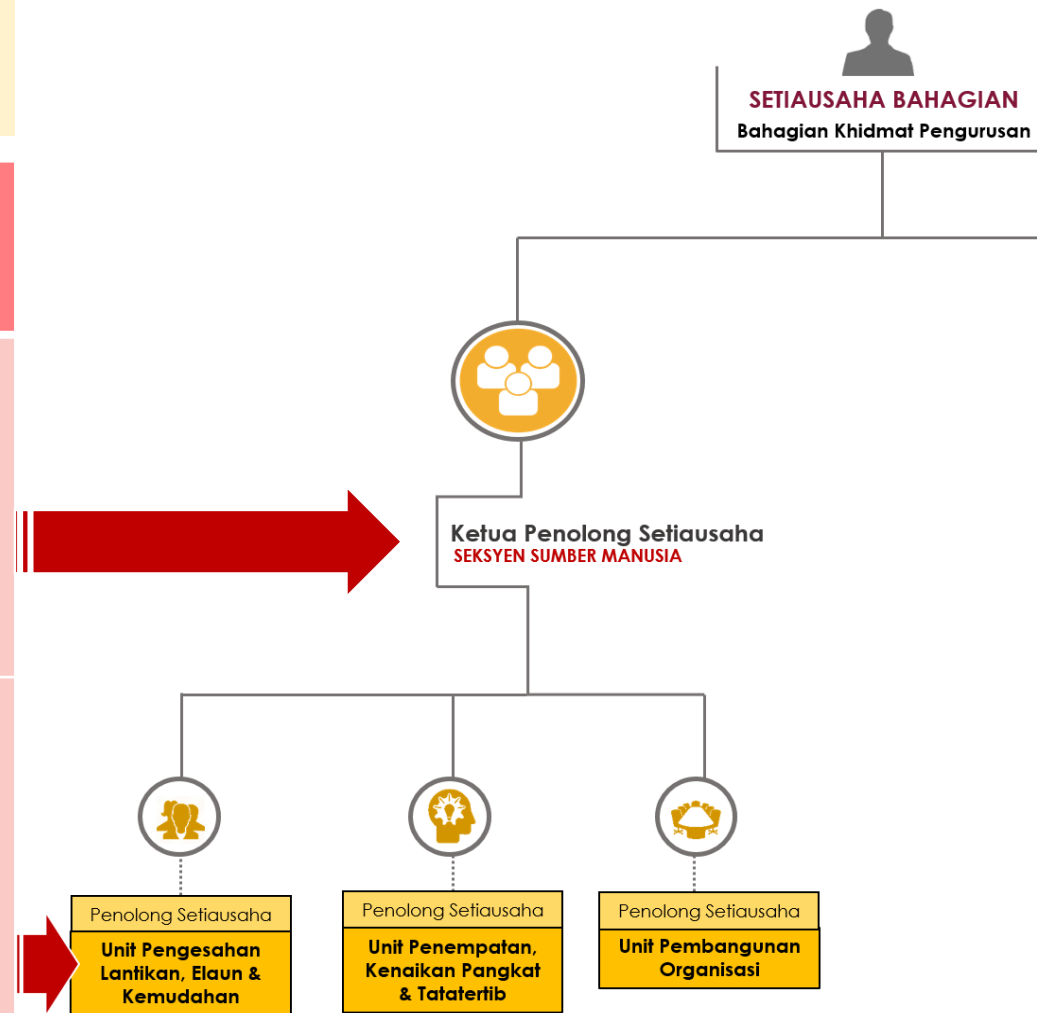 SETIAUSAHA BAHAGIAN
Bahagian Khidmat Pengurusan
Ketua Penolong Setiausaha
SEKSYEN SUMBER MANUSIA
Penolong Setiausaha
Unit Pengesahan
Lantikan, Elaun &
Kemudahan
Penolong Setiausaha
Unit Penempatan,
Kenaikan Pangkat
& Tatatertib
Penolong Setiausaha
Unit Pembangunan
Organisasi